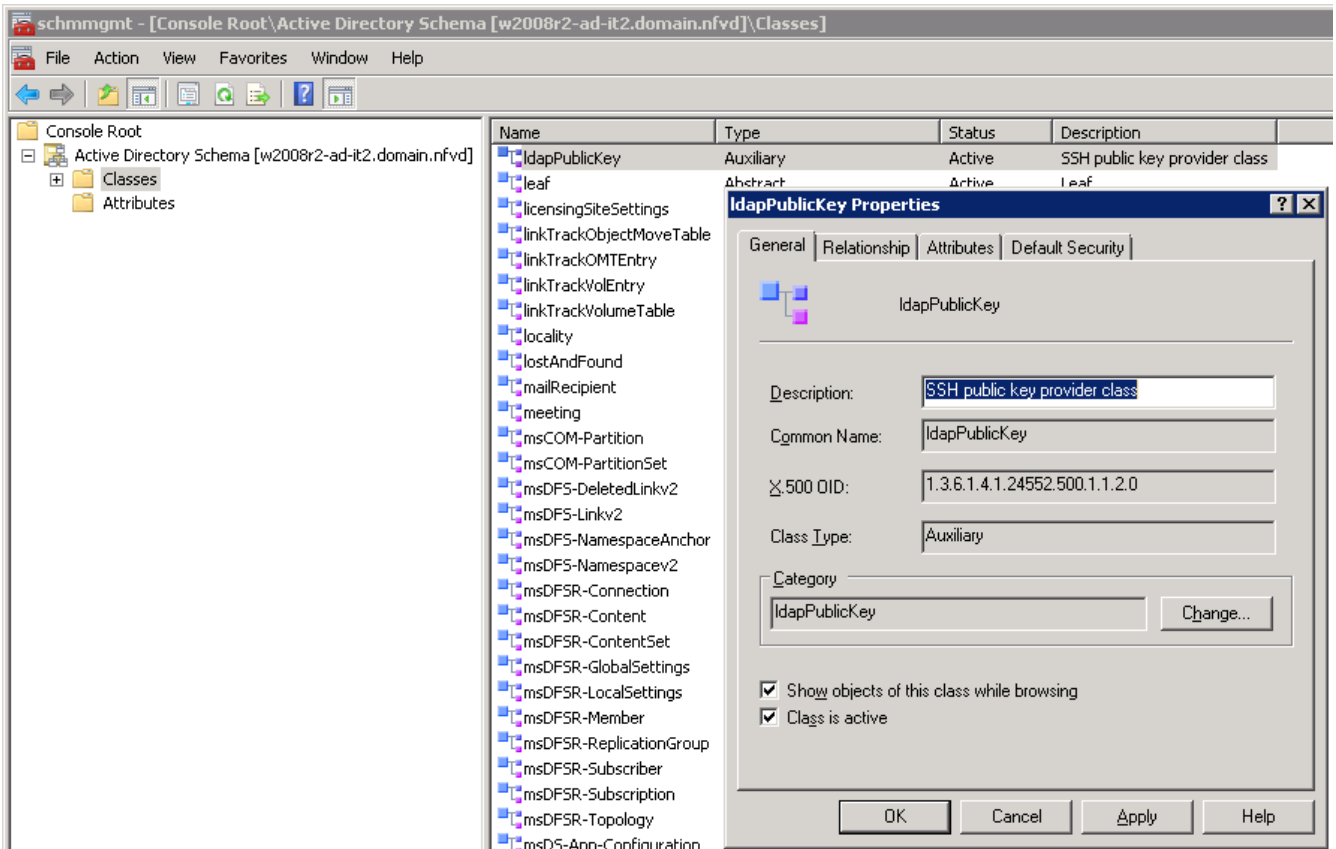 schmmgmt - [Console Root\Active Directory Schema [w2008r2-ad-it2.domain.nfvd]\Classes]
File Action View Favorites Window Help
Console Root
Active Directory Schema [w2008r2-ad-it2.domain.nfvd]
Classes
Attributes
Name Type Status Description
ldapPublicKey Auxiliary Active SSH public key provider class
leaf Abstract Active Leaf
licensingSiteSettings
linkTrackObjectMoveTable
linkTrackOMTEntry
linkTrackVolEntry
linkTrackVolumeTable
locality
lostAndFound
mailRecipient
meeting
msCOM-Partition
msCOM-PartitionSet
msDFS-DeletedLinkv2
msDFS-Linkv2
msDFS-NamespaceAnchor
msDFS-Namespacev2
msDFSR-Connection
msDFSR-Content
msDFSR-ContentSet
msDFSR-GlobalSettings
msDFSR-LocalSettings
msDFSR-Member
msDFSR-ReplicationGroup
msDFSR-Subscriber
msDFSR-Subscription
msDFSR-Topology
msDS-App-Configuration
ldapPublicKey Properties
General Relationship Attributes Default Security
ldapPublicKey
Description: SSH public key provider class
Common Name: ldapPublicKey
X.500 OID: 1.3.6.1.4.1.24552.500.1.1.2.0
Class Type: Auxiliary
Category
ldapPublicKey Change...
Show objects of this class while browsing
Class is active
OK Cancel Apply Help